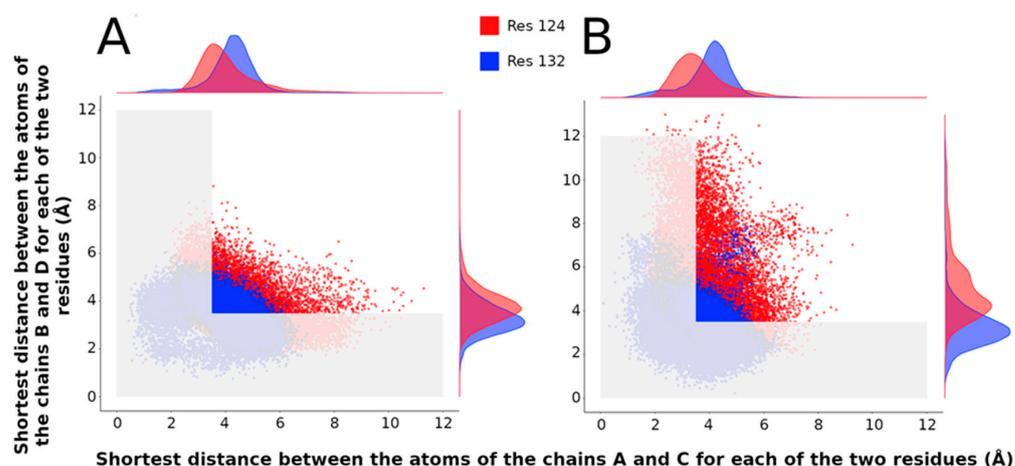 A
Res 124
Res 132
B
Shortest distance between the atoms of
the chains B and D for each of the two
residues (Å)
12
10
8
6
4
2
0
0 2 4 6 8 10 12
12
10
8
6
4
2
0
0 2 4 6 8 10 12
Shortest distance between the atoms of the chains A and C for each of the two residues (Å)